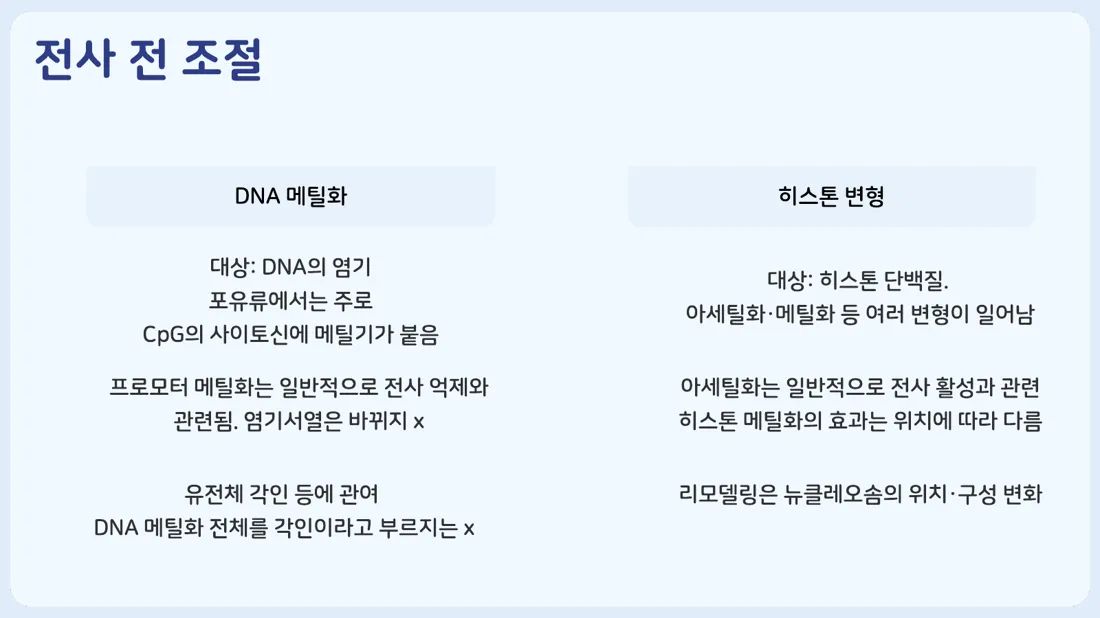 전사 전 조절
DNA 메틸화
대상: DNA의 염기
포유류에서는 주로
CpG의 사이토신에 메틸기가 붙음
프로모터 메틸화는 일반적으로 전사 억제와
관련됨. 염기서열은 바뀌지 x
유전체 각인 등에 관여
DNA 메틸화 전체를 각인이라고 부르지는 x
히스톤 변형
대상: 히스톤 단백질.
아세틸화·메틸화 등 여러 변형이 일어남
아세틸화는 일반적으로 전사 활성과 관련
히스톤 메틸화의 효과는 위치에 따라 다름
리모델링은 뉴클레오솜의 위치·구성 변화